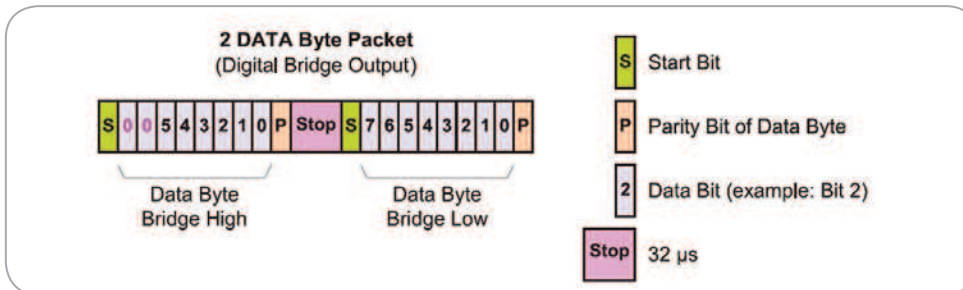 2 DATA Byte Packet
(Digital Bridge Output)
S 0 0 5 4 3 2 1 0 P Stop S 7 6 5 4 3 2 1 0 P
Data Byte
Bridge High
Data Byte
Bridge Low
S Start Bit
P Parity Bit of Data Byte
2 Data Bit (example: Bit 2)
Stop 32 µs